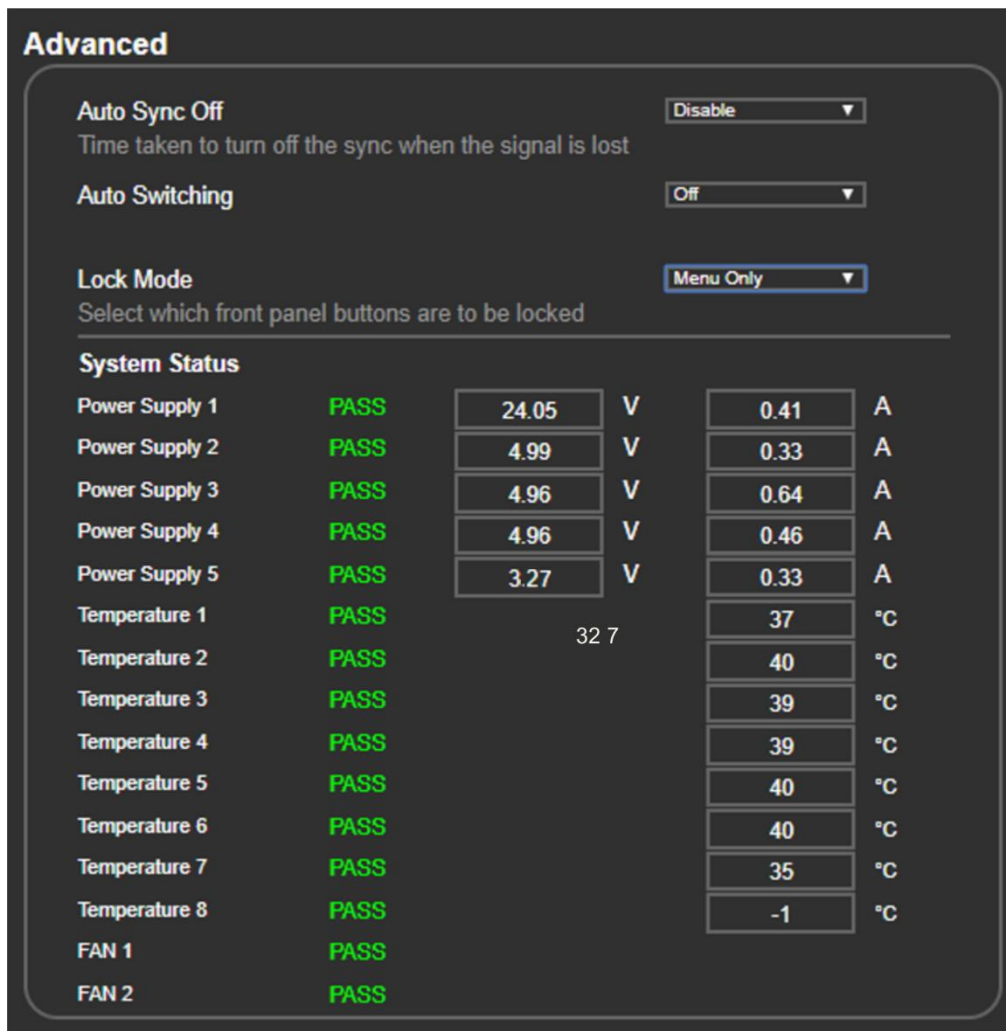 Advanced
Auto Sync Off Disable ▼
Time taken to turn off the sync when the signal is lost
Auto Switching Off ▼
Lock Mode Menu Only ▼
Select which front panel buttons are to be locked
System Status
Power Supply 1 PASS 24.05 V 0.41 A
Power Supply 2 PASS 4.99 V 0.33 A
Power Supply 3 PASS 4.96 V 0.64 A
Power Supply 4 PASS 4.96 V 0.46 A
Power Supply 5 PASS 3.27 V 0.33 A
Temperature 1 PASS 37 °C
32 7
Temperature 2 PASS 40 °C
Temperature 3 PASS 39 °C
Temperature 4 PASS 39 °C
Temperature 5 PASS 40 °C
Temperature 6 PASS 40 °C
Temperature 7 PASS 35 °C
Temperature 8 PASS -1 °C
FAN 1 PASS
FAN 2 PASS